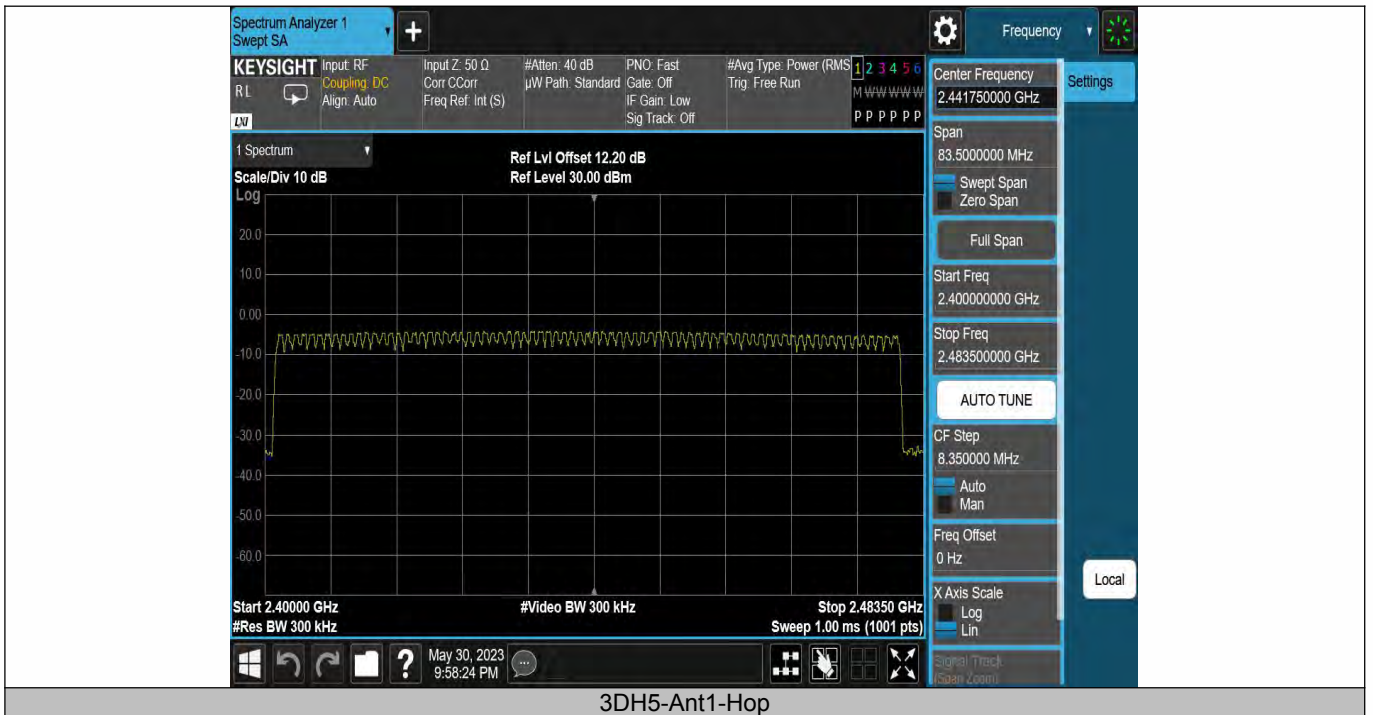 Spectrum Analyzer 1
Swept SA
+
Frequency
KEYSIGHT
RL
LXI
Input: RF
Coupling: DC
Align: Auto
Input Z: 50 Ω
Corr CCorr
Freq Ref: Int (S)
#Atten: 40 dB
µW Path: Standard
PNO: Fast
Gate: Off
IF Gain: Low
Sig Track: Off
#Avg Type: Power (RMS
Trig: Free Run
1 2 3 4 5 6
M W W W W W
P P P P P P
Center Frequency
2.441750000 GHz
Settings
Span
83.5000000 MHz
Swept Span
Zero Span
Full Span
Start Freq
2.400000000 GHz
Stop Freq
2.483500000 GHz
AUTO TUNE
CF Step
8.350000 MHz
Auto
Man
Freq Offset
0 Hz
X Axis Scale
Log
Lin
Signal Track
(Span Zoom)
Local
1 Spectrum
Scale/Div 10 dB
Ref Lvl Offset 12.20 dB
Ref Level 30.00 dBm
Log
20.0
10.0
0.00
-10.0
-20.0
-30.0
-40.0
-50.0
-60.0
Start 2.40000 GHz
#Video BW 300 kHz
Stop 2.48350 GHz
#Res BW 300 kHz
Sweep 1.00 ms (1001 pts)
?
May 30, 2023
9:58:24 PM
3DH5-Ant1-Hop